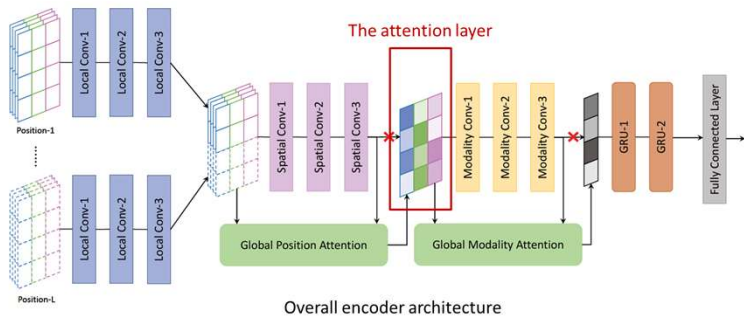 The attention layer
Local Conv-1
Local Conv-2
Local Conv-3
Position-1
Spatial Conv-1
Spatial Conv-2
Spatial Conv-3
Modality Conv-1
Modality Conv-2
Modality Conv-3
GRU-1
GRU-2
Fully Connected Layer
Local Conv-1
Local Conv-2
Local Conv-3
Position-L
Global Position Attention
Global Modality Attention
Overall encoder architecture